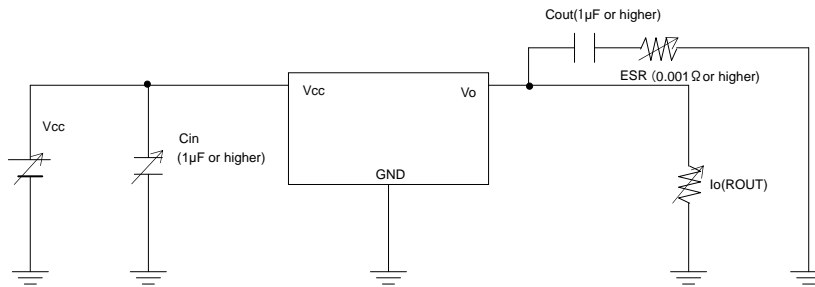 Cout(1µF or higher)
ESR (0.001Ω or higher)
Vcc
Vo
Vcc
Cin
(1µF or higher)
GND
Io(ROUT)